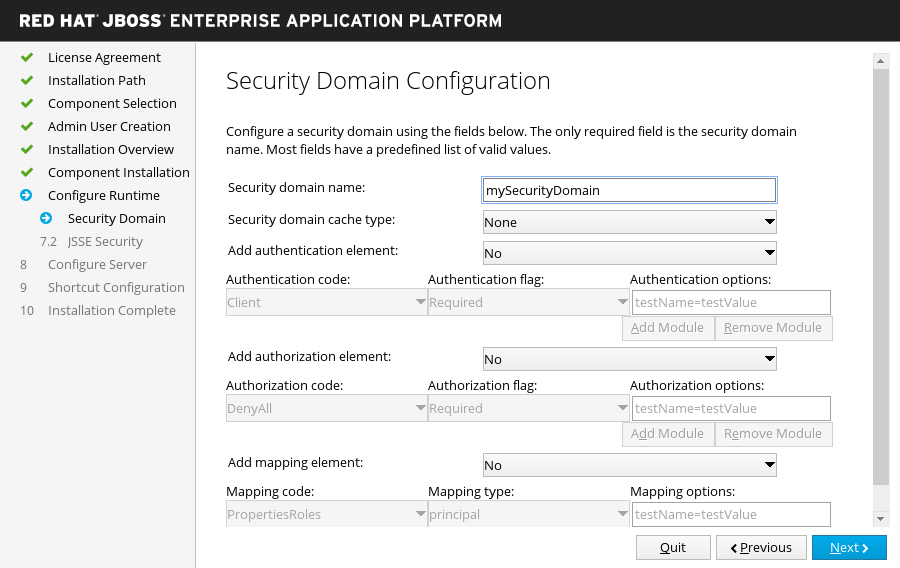 RED HAT® JBOSS® ENTERPRISE APPLICATION PLATFORM
License Agreement
Installation Path
Component Selection
Admin User Creation
Installation Overview
Component Installation
Configure Runtime
Security Domain
7.2 JSSE Security
8 Configure Server
9 Shortcut Configuration
10 Installation Complete
Security Domain Configuration
Configure a security domain using the fields below. The only required field is the security domain
name. Most fields have a predefined list of valid values.
Security domain name: mySecurityDomain
Security domain cache type: None
Add authentication element: No
Authentication code: Authentication flag: Authentication options:
Client Required testName=testValue
Add Module Remove Module
Add authorization element: No
Authorization code: Authorization flag: Authorization options:
DenyAll Required testName=testValue
Add Module Remove Module
Add mapping element: No
Mapping code: Mapping type: Mapping options:
PropertiesRoles principal testName=testValue
Quit Previous Next